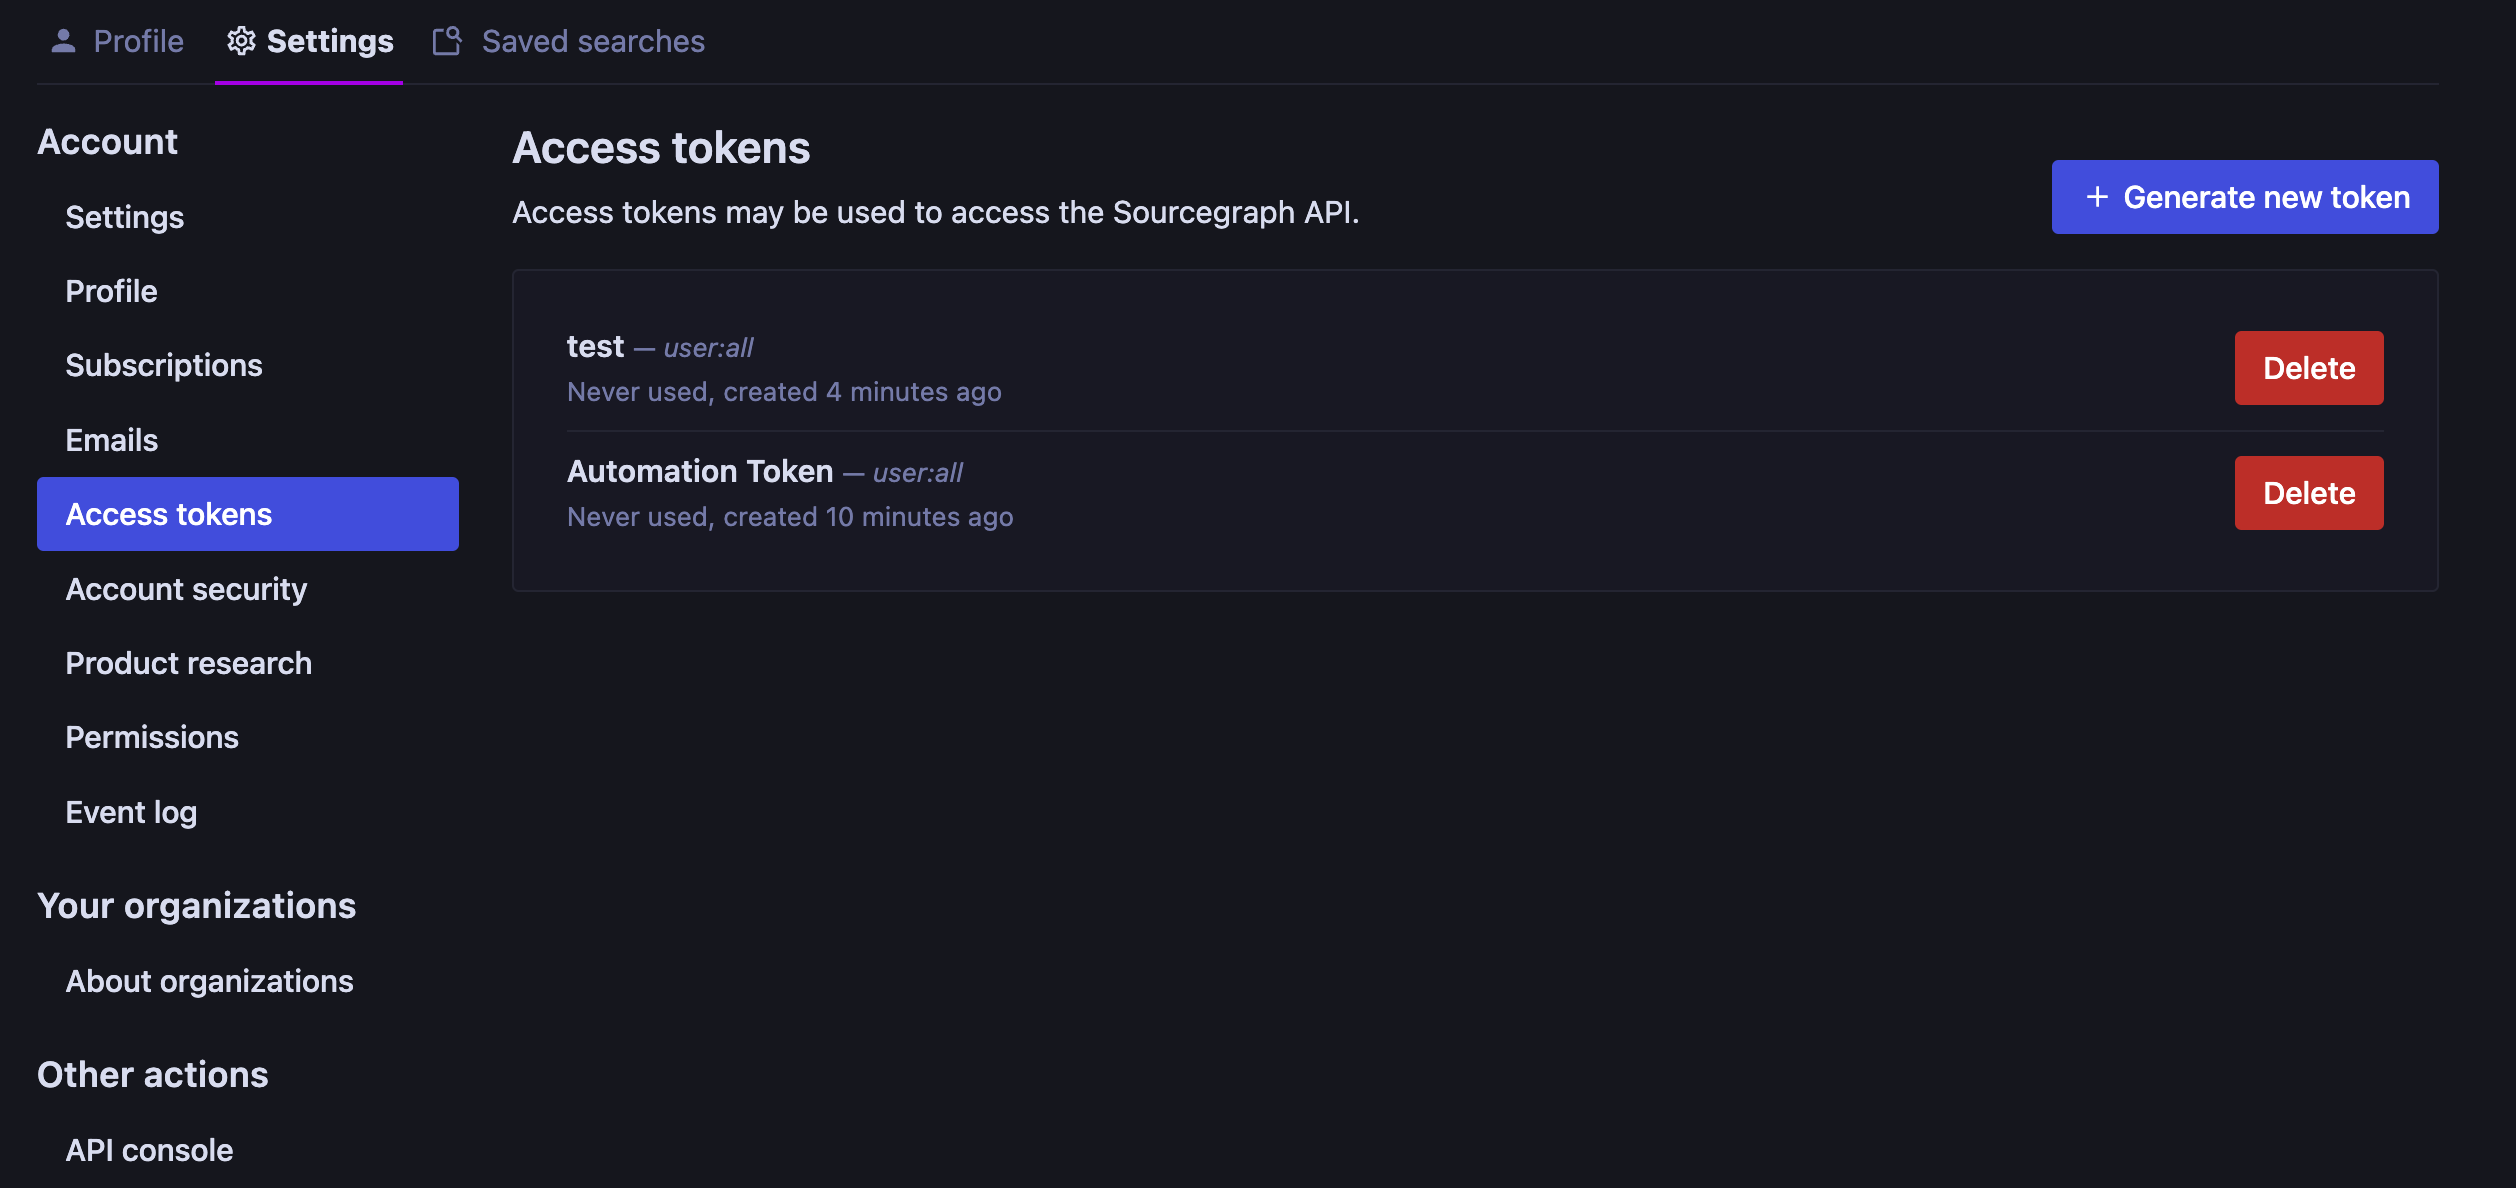 Profile Settings Saved searches
Account
Settings
Profile
Subscriptions
Emails
Access tokens
Account security
Product research
Permissions
Event log
Your organizations
About organizations
Other actions
API console
Access tokens
Access tokens may be used to access the Sourcegraph API.
+ Generate new token
test — user:all
Never used, created 4 minutes ago
Delete
Automation Token — user:all
Never used, created 10 minutes ago
Delete